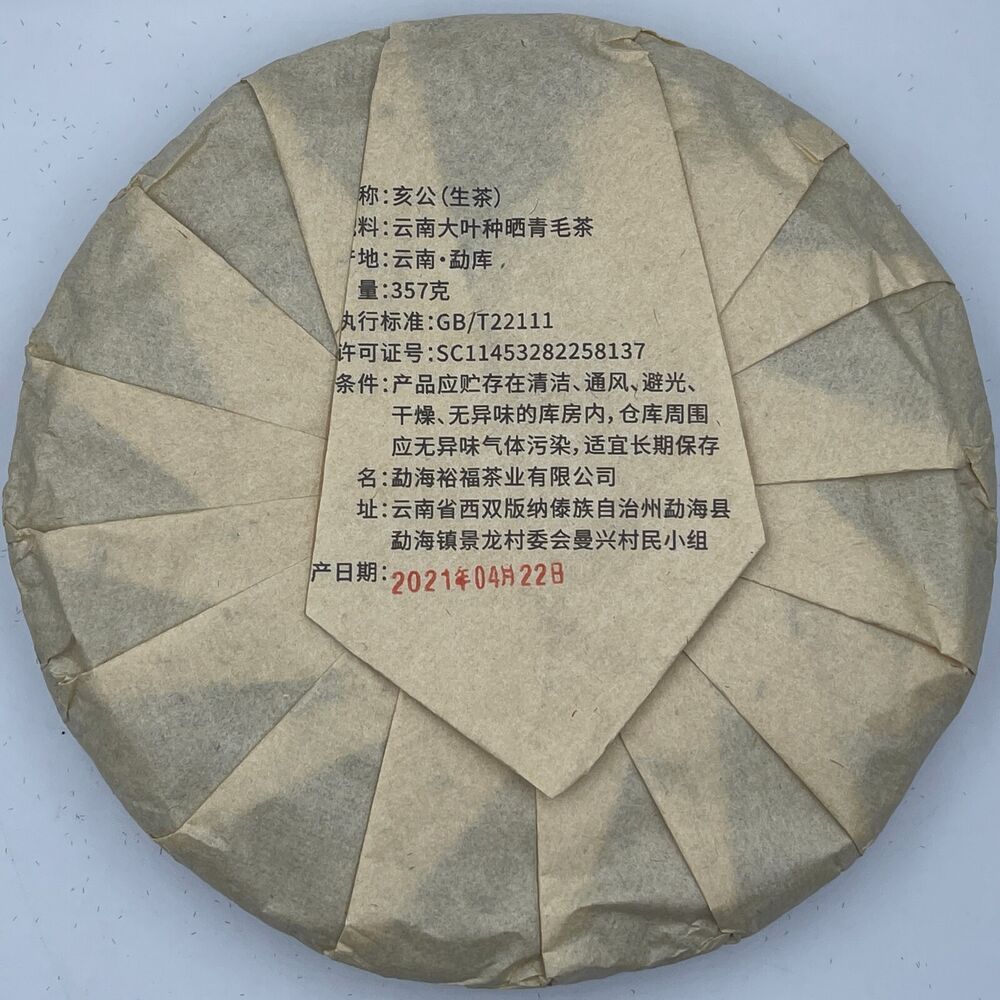 称：亥公（生茶）
料：云南大叶种晒青毛茶
地：云南·勐库
量：357克
执行标准：GB/T22111
许可证号：SC11453282258137
条件：产品应贮存在清洁、通风、避光、
干燥、无异味的库房内，仓库周围
应无异味气体污染，适宜长期保存
名：勐海裕福茶业有限公司
址：云南省西双版纳傣族自治州勐海县
勐海镇景龙村委会曼兴村民小组
产日期：2021年04月22日